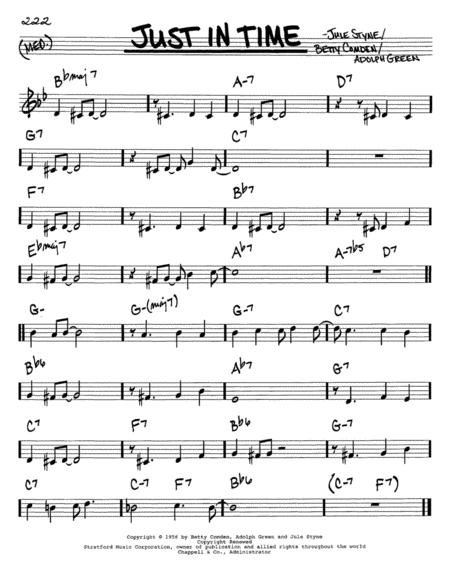 222
(MED.)
JUST IN TIME
-JULE STYNE/
BETTY COMDEN/
ADOLPH GREEN
Bbmaj7 A-7 D7
G7 C7
F7 Bb7
Ebmaj7 Ab7 A-7b5 D7
G- G-(maj7) G-7 C7
Bb6 Ab7 G7
C7 F7 Bb6 G-7
C7 C-7 F7 Bb6 (C-7 F7)
Copyright © 1956 by Betty Comden, Adolph Green and Jule Styne
Copyright Renewed
Stratford Music Corporation, owner of publication and allied rights throughout the world
Chappell & Co., Administrator